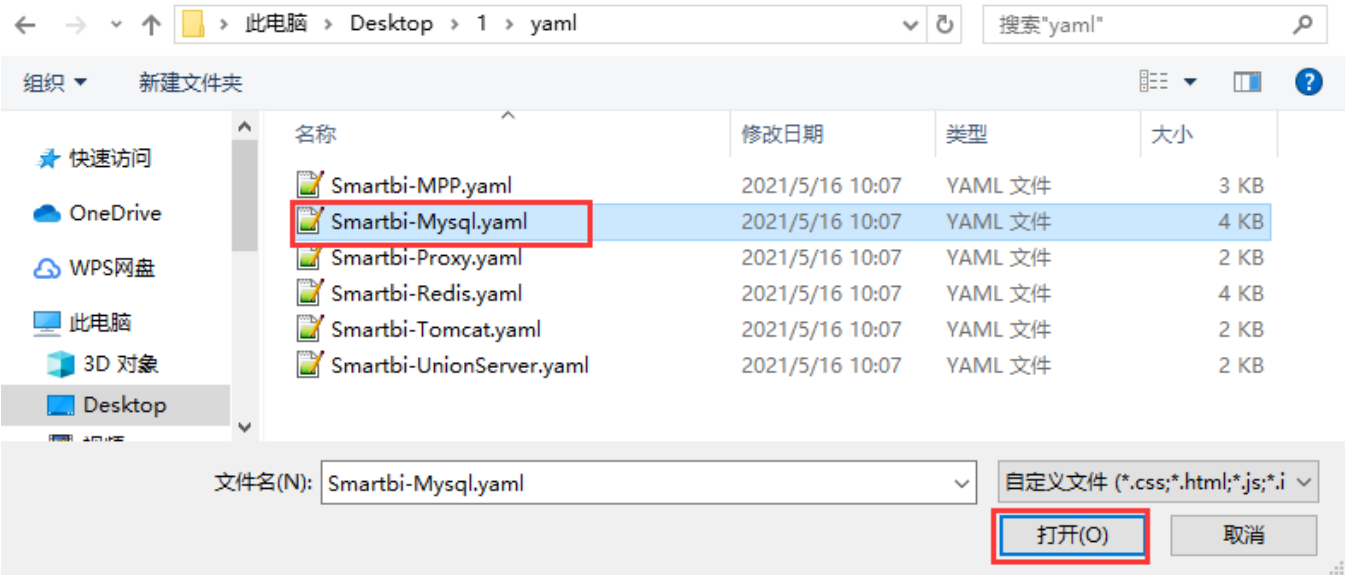 此电脑 › Desktop › 1 › yaml
搜索"yaml"
组织 新建文件夹
名称 修改日期 类型 大小
快速访问
OneDrive
WPS网盘
此电脑
3D 对象
Desktop
Smartbi-MPP.yaml 2021/5/16 10:07 YAML 文件 3 KB
Smartbi-Mysql.yaml 2021/5/16 10:07 YAML 文件 4 KB
Smartbi-Proxy.yaml 2021/5/16 10:07 YAML 文件 2 KB
Smartbi-Redis.yaml 2021/5/16 10:07 YAML 文件 4 KB
Smartbi-Tomcat.yaml 2021/5/16 10:07 YAML 文件 2 KB
Smartbi-UnionServer.yaml 2021/5/16 10:07 YAML 文件 2 KB
文件名(N): Smartbi-Mysql.yaml
自定义文件 (*.css;*.html;*.js;*.i
打开(O) 取消